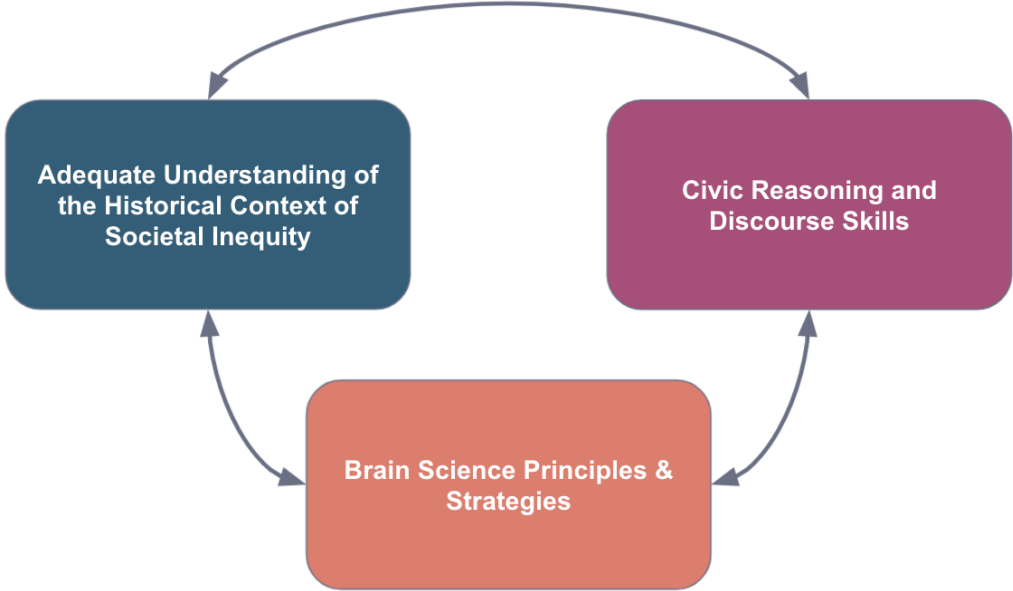 Adequate Understanding of
the Historical Context of
Societal Inequity
Civic Reasoning and
Discourse Skills
Brain Science Principles &
Strategies